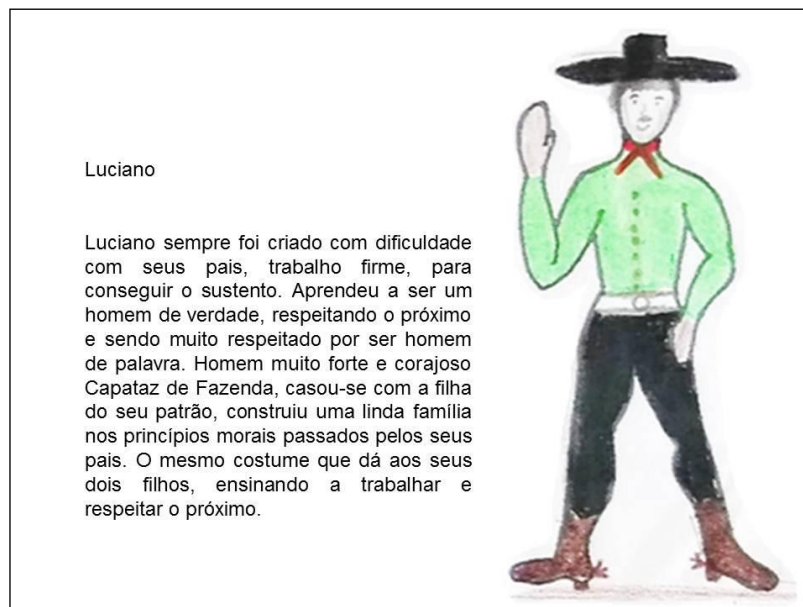 Luciano
Luciano sempre foi criado com dificuldade
com seus pais, trabalho firme, para
conseguir o sustento. Aprendeu a ser um
homem de verdade, respeitando o próximo
e sendo muito respeitado por ser homem
de palavra. Homem muito forte e corajoso
Capataz de Fazenda, casou-se com a filha
do seu patrão, construiu uma linda família
nos princípios morais passados pelos seus
pais. O mesmo costume que dá aos seus
dois filhos, ensinando a trabalhar e
respeitar o próximo.